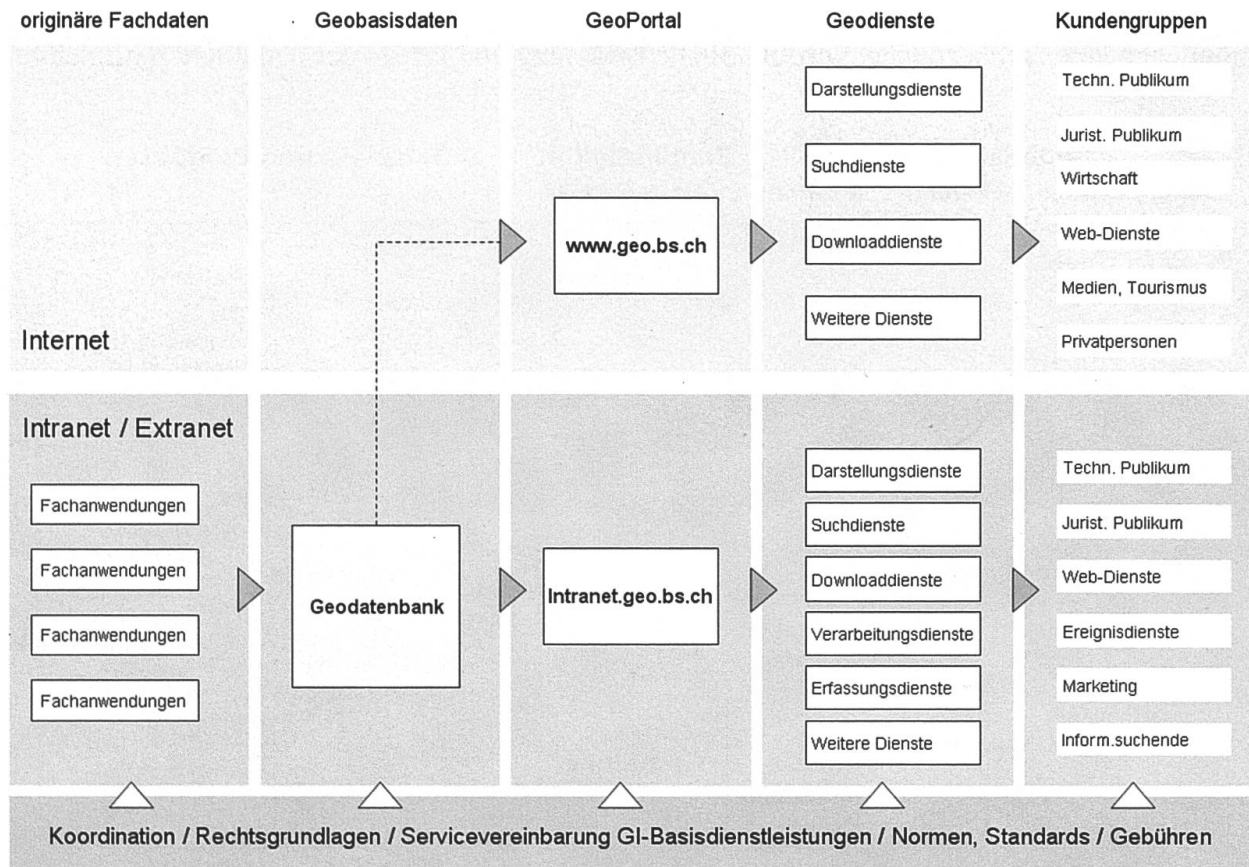 originäre Fachdaten
Geobasisdaten
GeoPortal
Geodienste
Kundengruppen
Darstellungsdienste
Suchdienste
Downloaddienste
Weitere Dienste
www.geo.bs.ch
Techn. Publikum
Jurist. Publikum
Wirtschaft
Web-Dienste
Medien, Tourismus
Privatpersonen
Internet
Intranet / Extranet
Fachanwendungen
Fachanwendungen
Fachanwendungen
Fachanwendungen
Geodatenbank
Intranet.geo.bs.ch
Darstellungsdienste
Suchdienste
Downloaddienste
Verarbeitungsdienste
Erfassungsdienste
Weitere Dienste
Techn. Publikum
Jurist. Publikum
Web-Dienste
Ereignisdienste
Marketing
Inform.suchende
Koordination / Rechtsgrundlagen / Servicevereinbarung GI-Basisdienstleistungen / Normen, Standards / Gebühren